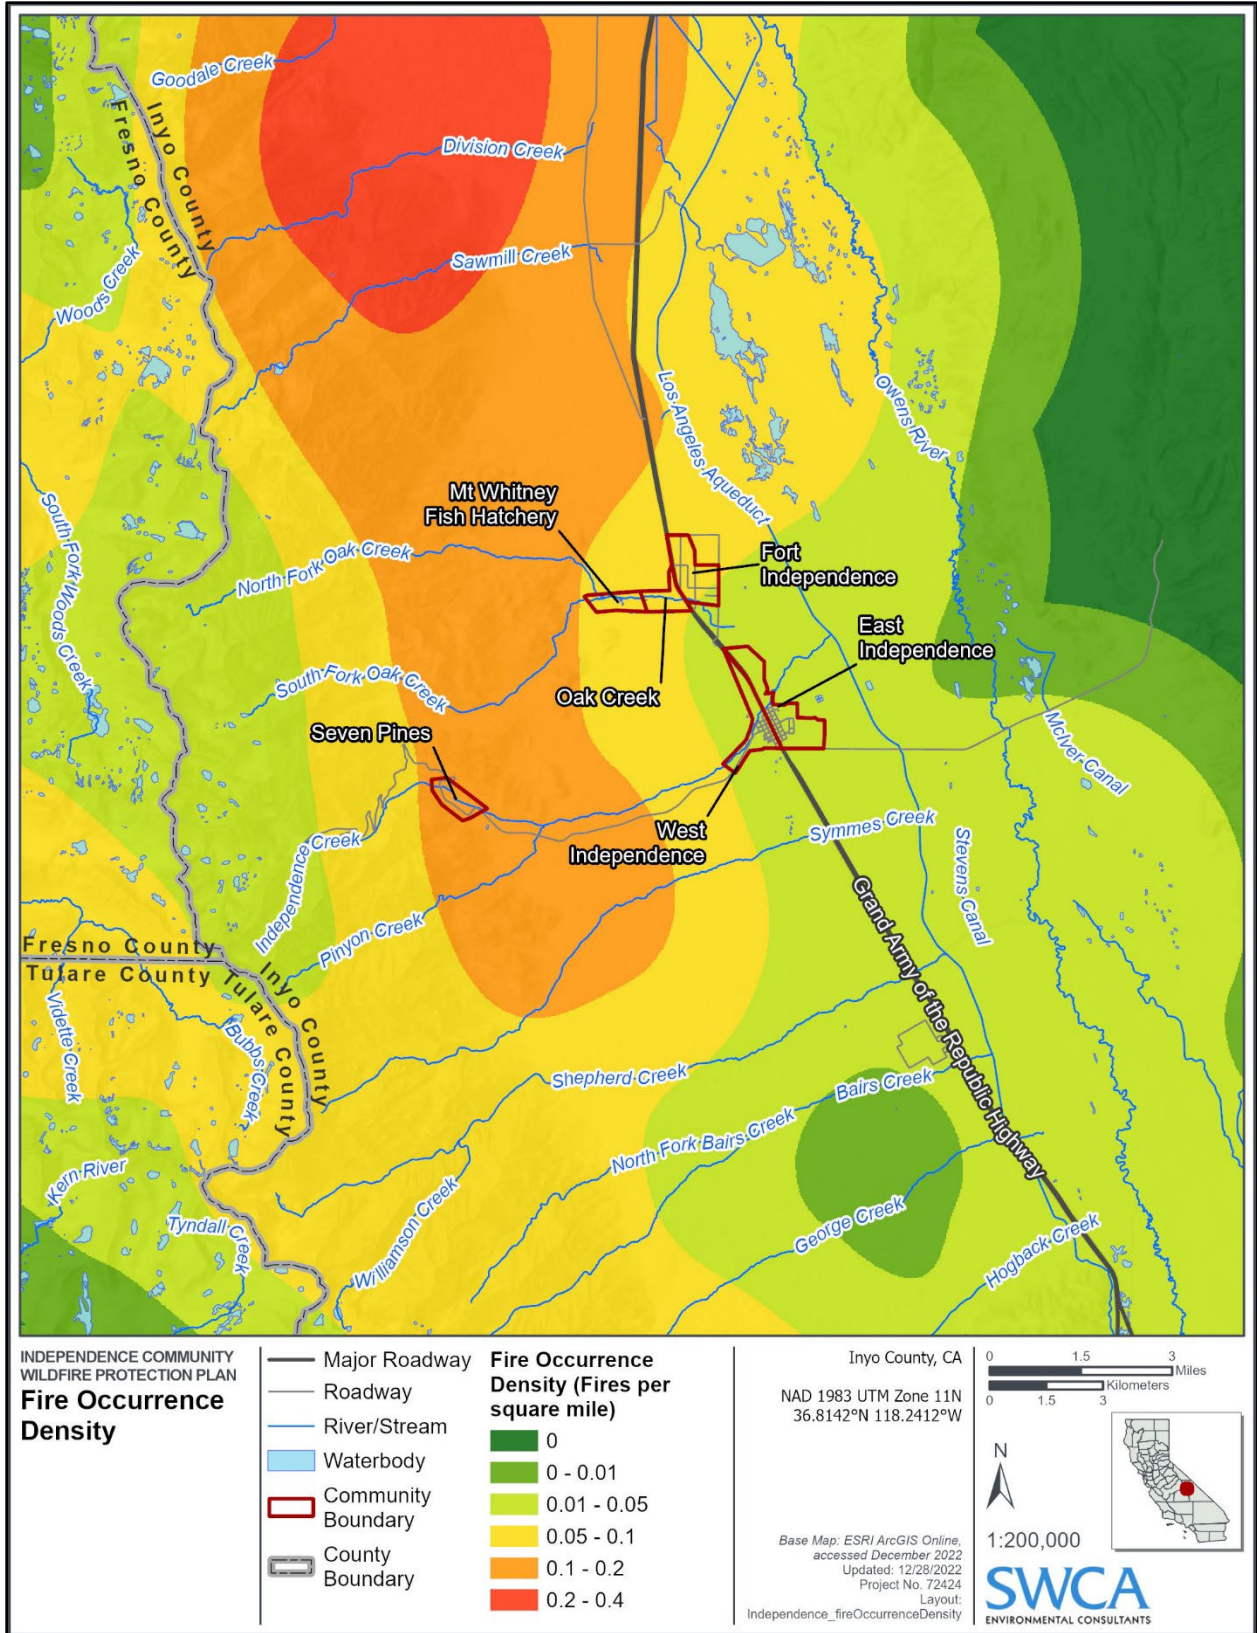 Goodale Creek
Inyo County
Fresno County
Division Creek
Sawmill Creek
Woods Creek
Los Angeles Aqueduct
Owens River
South Fork Woods Creek
Mt Whitney
Fish Hatchery
North Fork Oak Creek
Fort
Independence
East
Independence
South Fork Oak Creek
Oak Creek
Seven Pines
McIver Canal
West
Independence
Symmes Creek
Stevens Canal
Independence Creek
Pinyon Creek
Grand Army of the Republic Highway
Fresno County
Tulare County
Inyo County
Tulare County
Vidette Creek
Bubbs Creek
Shepherd Creek
Bairs Creek
North Fork Bairs Creek
Kern River
Tyndall Creek
Williamson Creek
George Creek
Hogback Creek
INDEPENDENCE COMMUNITY
WILDFIRE PROTECTION PLAN
Fire Occurrence
Density
Major Roadway
Roadway
River/Stream
Waterbody
Community
Boundary
County
Boundary
Fire Occurrence
Density (Fires per
square mile)
0
0 - 0.01
0.01 - 0.05
0.05 - 0.1
0.1 - 0.2
0.2 - 0.4
Inyo County, CA
NAD 1983 UTM Zone 11N
36.8142°N 118.2412°W
Base Map: ESRI ArcGIS Online,
accessed December 2022
Updated: 12/28/2022
Project No. 72424
Layout:
Independence_fireOccurrenceDensity
0 1.5 3
Miles
Kilometers
0 1.5 3
N
1:200,000
SWCA
ENVIRONMENTAL CONSULTANTS